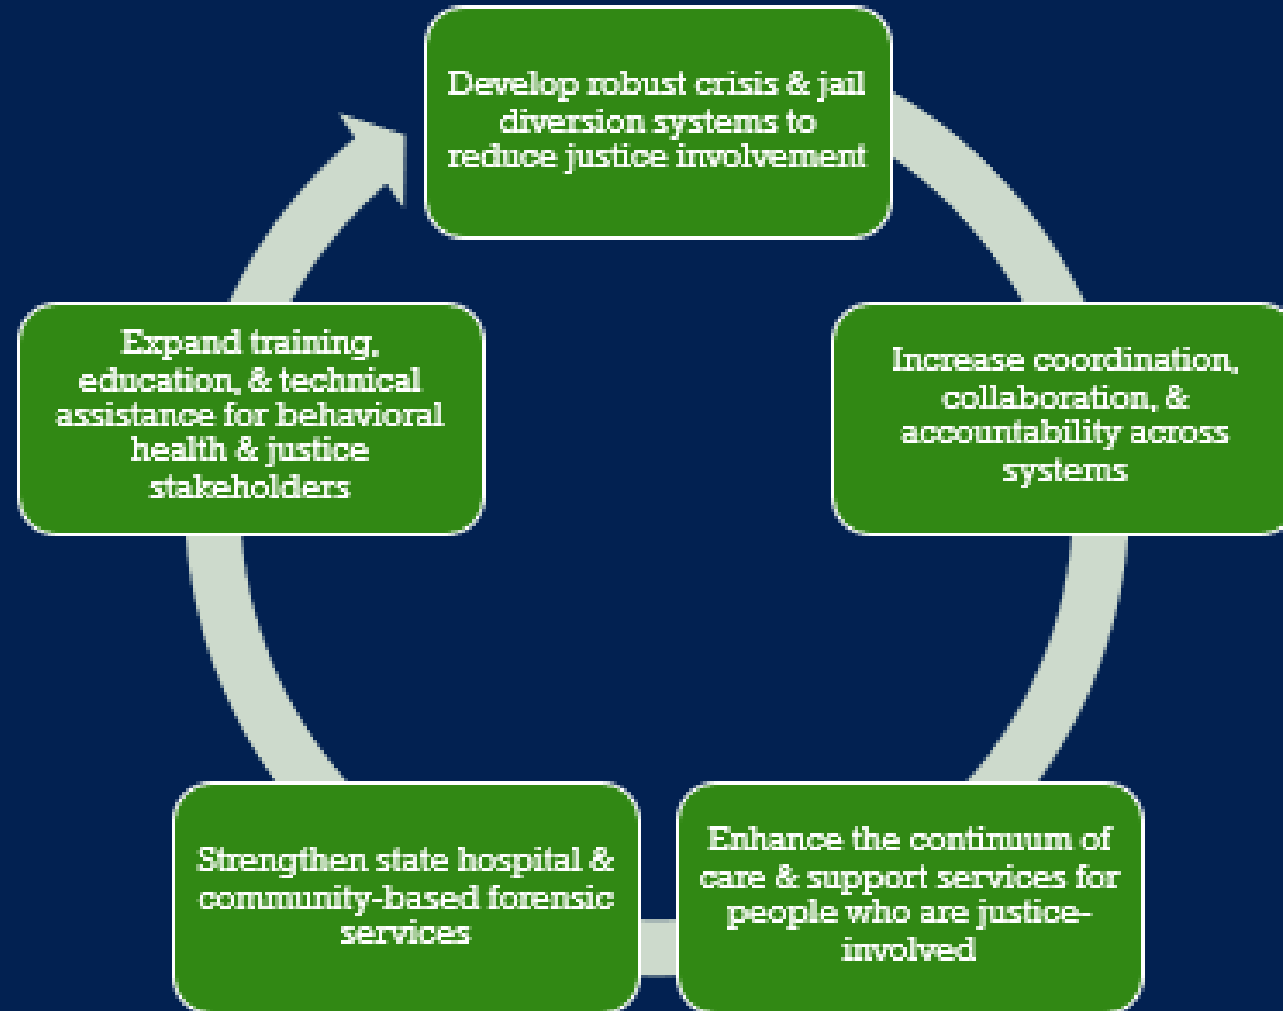 Develop robust crisis & jail
diversion systems to
reduce justice involvement
Increase coordination,
collaboration, &
accountability across
systems
Enhance the continuum of
care & support services for
people who are justice-
involved
Strengthen state hospital &
community-based forensic
services
Expand training,
education, & technical
assistance for behavioral
health & justice
stakeholders